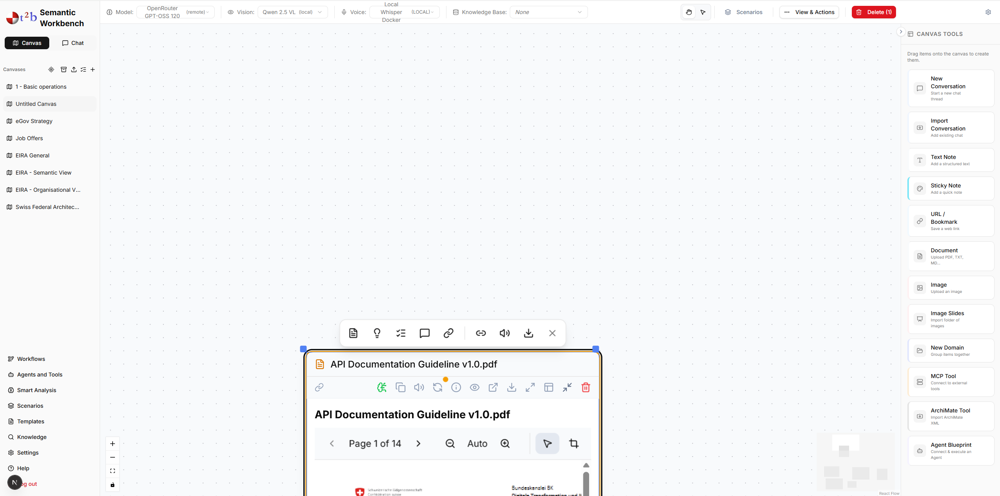 t²b
Semantic
Workbench
Canvas
Chat
Canvases
1 - Basic operations
Untitled Canvas
eGov Strategy
Job Offers
EIRA General
EIRA - Semantic View
EIRA - Organisational V...
Swiss Federal Architec...
Workflows
Agents and Tools
Smart Analysis
Scenarios
Templates
Knowledge
Settings
Help
N
og out
Model:
OpenRouter
GPT-OSS 120
(remote)
Vision:
Qwen 2.5 VL (local)
Voice:
Local
Whisper
Docker
(LOCAL)
Knowledge Base:
None
Scenarios
View & Actions
Delete (1)
API Documentation Guideline v1.0.pdf
API Documentation Guideline v1.0.pdf
Page 1 of 14
Auto
Schweizerische Eidgenossenschaft
Confédération suisse
Bundeskanzlei BK
Digitale Transformation und I
CANVAS TOOLS
Drag items onto the canvas to create
them.
New
Conversation
Start a new chat
thread
Import
Conversation
Add existing chat
Text Note
Add a structured text
Sticky Note
Add a quick note
URL /
Bookmark
Save a web link
Document
Upload PDF, TXT,
MD...
Image
Upload an image
Image Slides
Import folder of
images
New Domain
Group items together
MCP Tool
Connect to external
tools
ArchiMate Tool
Import ArchiMate
XML
Agent Blueprint
Connect & execute an
Agent
React Flow